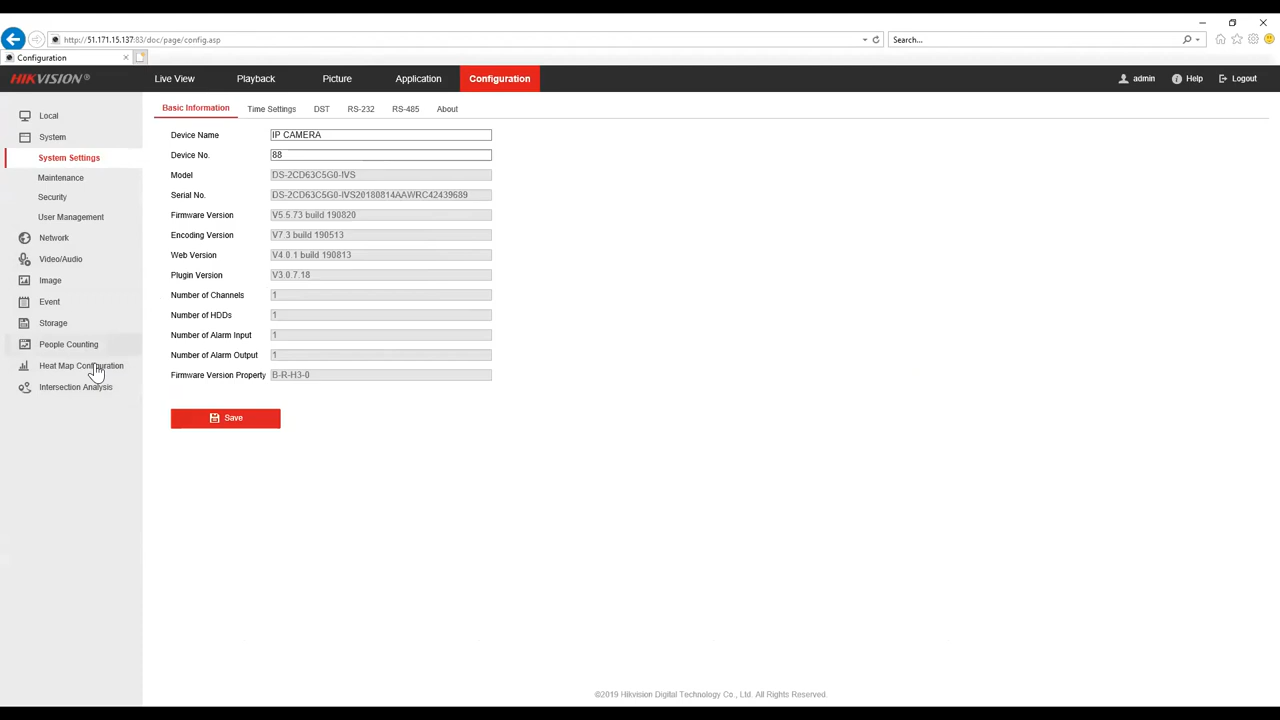 http://51.171.15.137:83/doc/page/config.asp
Search...
Configuration
HIKVISION®
Live View
Playback
Picture
Application
Configuration
admin
Help
Logout
Local
System
System Settings
Maintenance
Security
User Management
Network
Video/Audio
Image
Event
Storage
People Counting
Heat Map Configuration
Intersection Analysis
Basic Information
Time Settings
DST
RS-232
RS-485
About
Device Name IP CAMERA
Device No. 88
Model DS-2CD63C5G0-IVS
Serial No. DS-2CD63C5G0-IVS20180814AAWRC42439689
Firmware Version V5.5.73 build 190820
Encoding Version V7.3 build 190513
Web Version V4.0.1 build 190813
Plugin Version V3.0.7.18
Number of Channels 1
Number of HDDs 1
Number of Alarm Input 1
Number of Alarm Output 1
Firmware Version Property B-R-H3-0
Save
©2019 Hikvision Digital Technology Co., Ltd. All Rights Reserved.